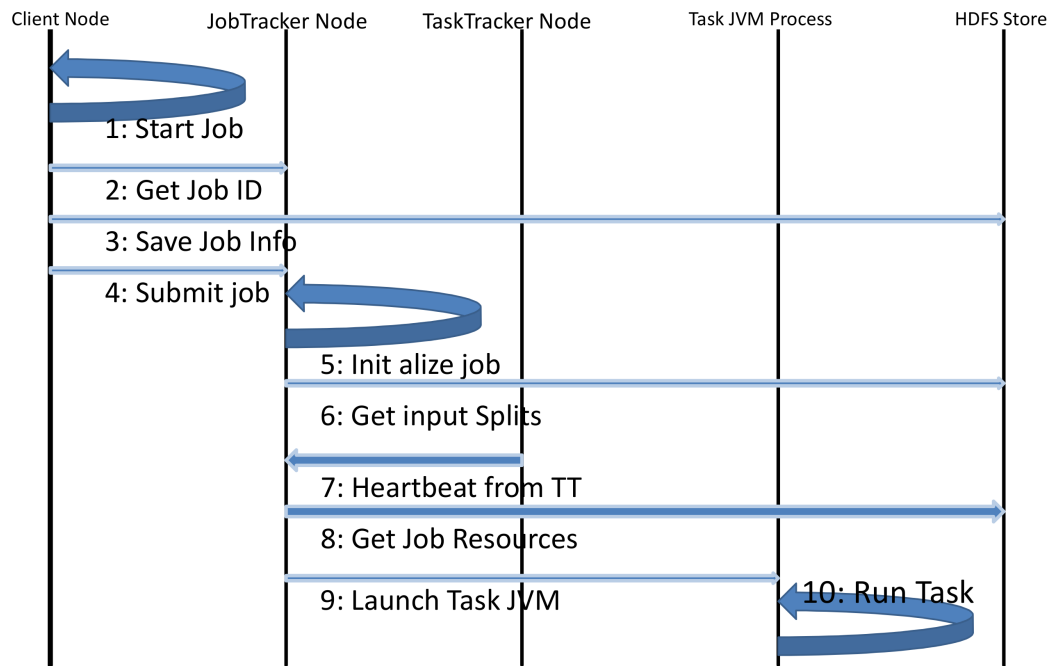 Client Node
JobTracker Node
TaskTracker Node
Task JVM Process
HDFS Store
1: Start Job
2: Get Job ID
3: Save Job Info
4: Submit job
5: Init alize job
6: Get input Splits
7: Heartbeat from TT
8: Get Job Resources
9: Launch Task JVM
10: Run Task